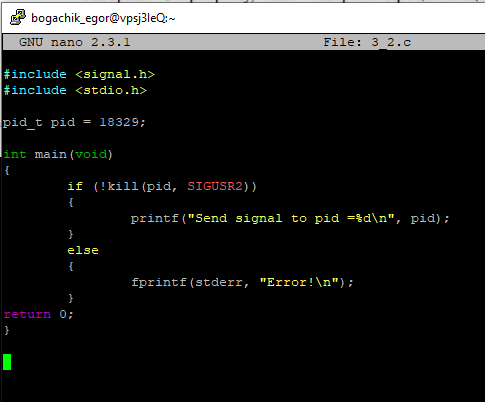 bogachik_egor@vpsj3leQ:~
GNU nano 2.3.1 File: 3_2.c
#include <signal.h>
#include <stdio.h>
pid_t pid = 18329;
int main(void)
{
if (!kill(pid, SIGUSR2))
{
printf("Send signal to pid =%d\n", pid);
}
else
{
fprintf(stderr, "Error!\n");
}
return 0;
}